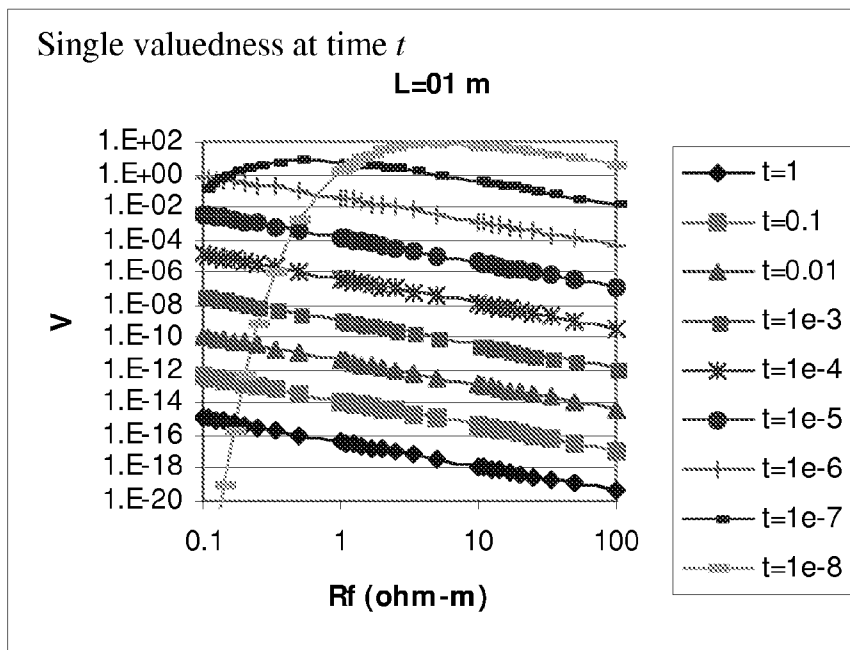 Single valuedness at time t
L=01 m
1.E+02
1.E+00
1.E-02
1.E-04
1.E-06
1.E-08
1.E-10
1.E-12
1.E-14
1.E-16
1.E-18
1.E-20
V
0.1
1
10
100
Rf (ohm-m)
t=1
t=0.1
t=0.01
t=1e-3
t=1e-4
t=1e-5
t=1e-6
t=1e-7
t=1e-8